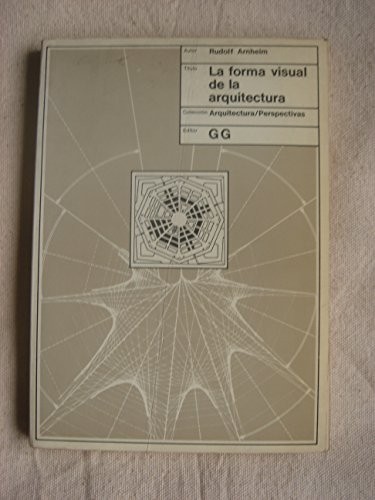 Autor Rudolf Arnheim
Título La forma visual
de la
arquitectura
Colección Arquitectura/Perspectivas
Editor GG